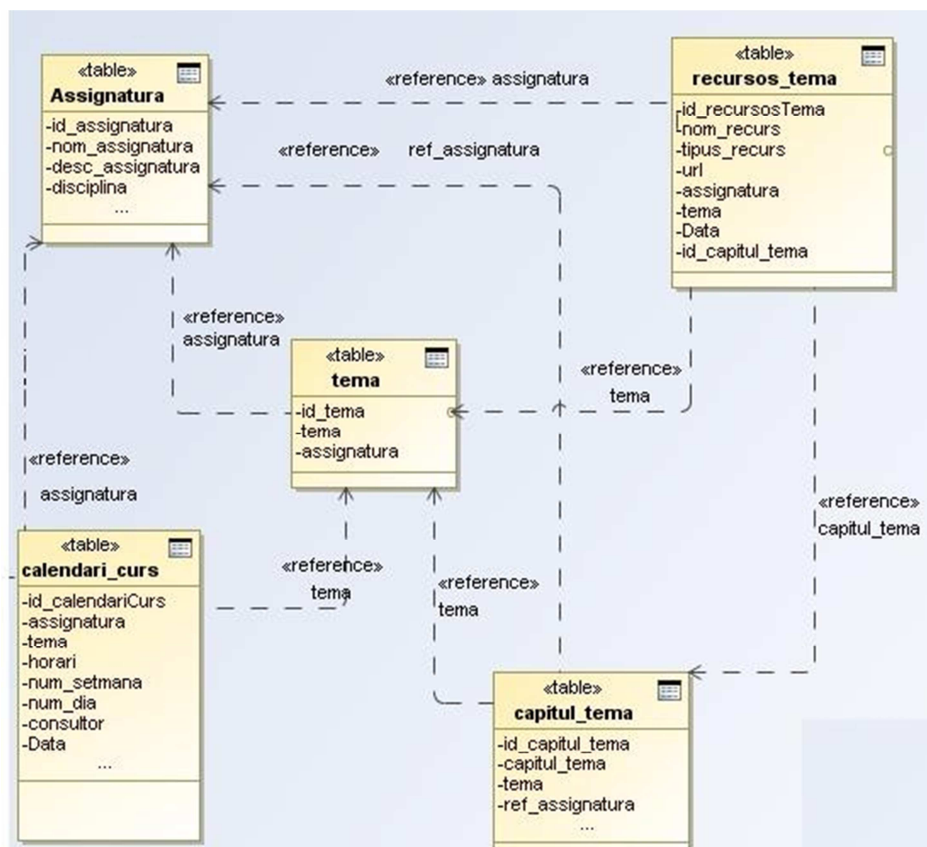 «table»
Assignatura
-id_assignatura
-nom_assignatura
-desc_assignatura
-disciplina
...
«reference» assignatura
«reference» ref_assignatura
«table»
recursos_tema
-id_recursosTema
-nom_recurs
-tipus_recurs
-url
-assignatura
-tema
-Data
-id_capitul_tema
«reference»
assignatura
«table»
tema
-id_tema
-tema
-assignatura
«reference»
tema
«reference»
assignatura
«reference»
capitul_tema
«table»
calendari_curs
-id_calendariCurs
-assignatura
-tema
-horari
-num_setmana
-num_dia
-consultor
-Data
...
«reference»
tema
«reference»
tema
«table»
capitul_tema
-id_capitul_tema
-capitul_tema
-tema
-ref_assignatura
...